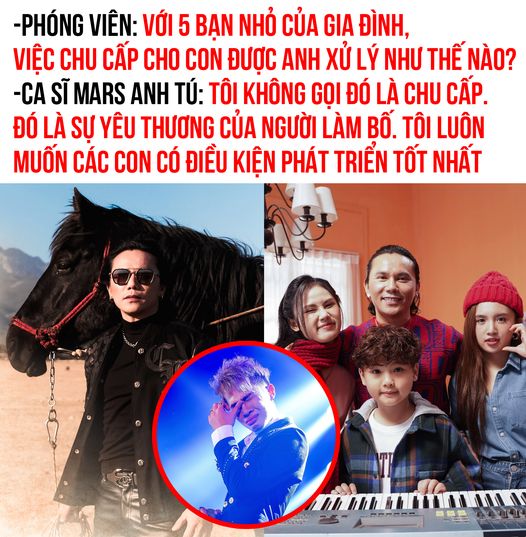 -PHÓNG VIÊN: VỚI 5 BẠN NHỎ CỦA GIA ĐÌNH,
VIỆC CHU CẤP CHO CON ĐƯỢC ANH XỬ LÝ NHƯ THẾ NÀO?
-CA SĨ MARS ANH TÚ: TÔI KHÔNG GỌI ĐÓ LÀ CHU CẤP.
ĐÓ LÀ SỰ YÊU THƯƠNG CỦA NGƯỜI LÀM BỐ. TÔI LUÔN
MUỐN CÁC CON CÓ ĐIỀU KIỆN PHÁT TRIỂN TỐT NHẤT